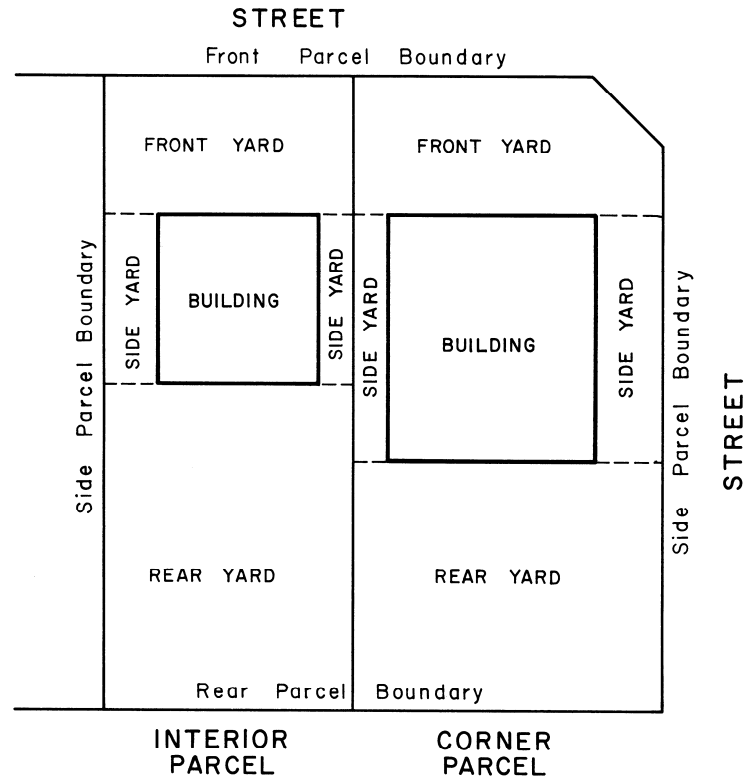 STREET
Front Parcel Boundary
FRONT YARD
FRONT YARD
Side Parcel Boundary
SIDE YARD
BUILDING
SIDE YARD
SIDE YARD
BUILDING
SIDE YARD
Side Parcel Boundary
STREET
REAR YARD
REAR YARD
Rear Parcel Boundary
INTERIOR
PARCEL
CORNER
PARCEL